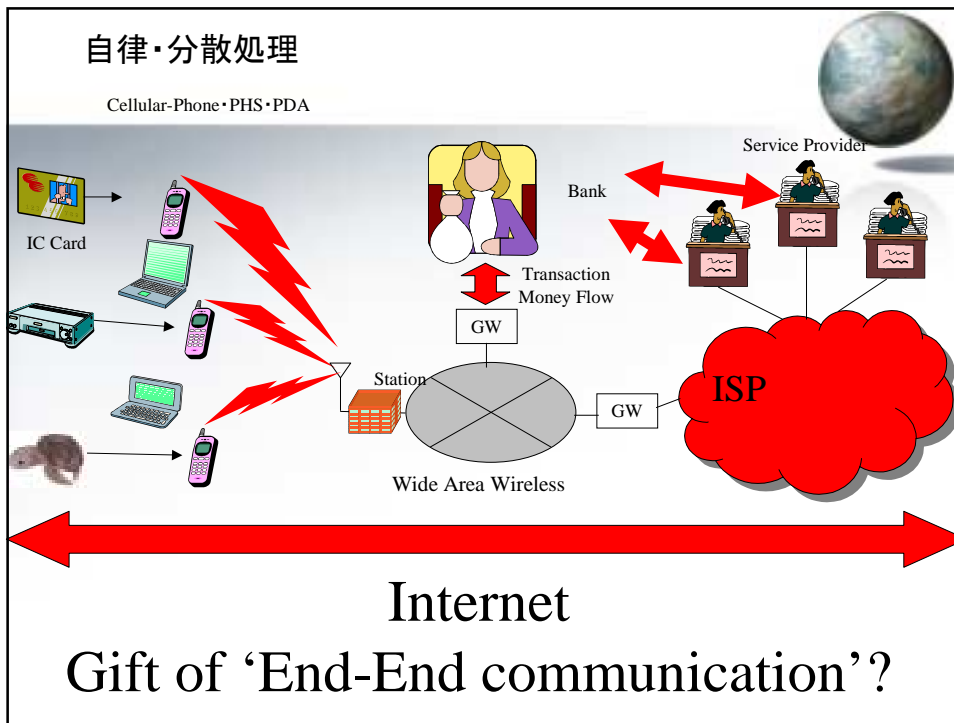 自律・分散処理
Cellular-Phone・PHS・PDA
Service Provider
Bank
IC Card
Transaction
Money Flow
GW
Station
ISP
GW
Wide Area Wireless
Internet
Gift of ‘End-End communication’?